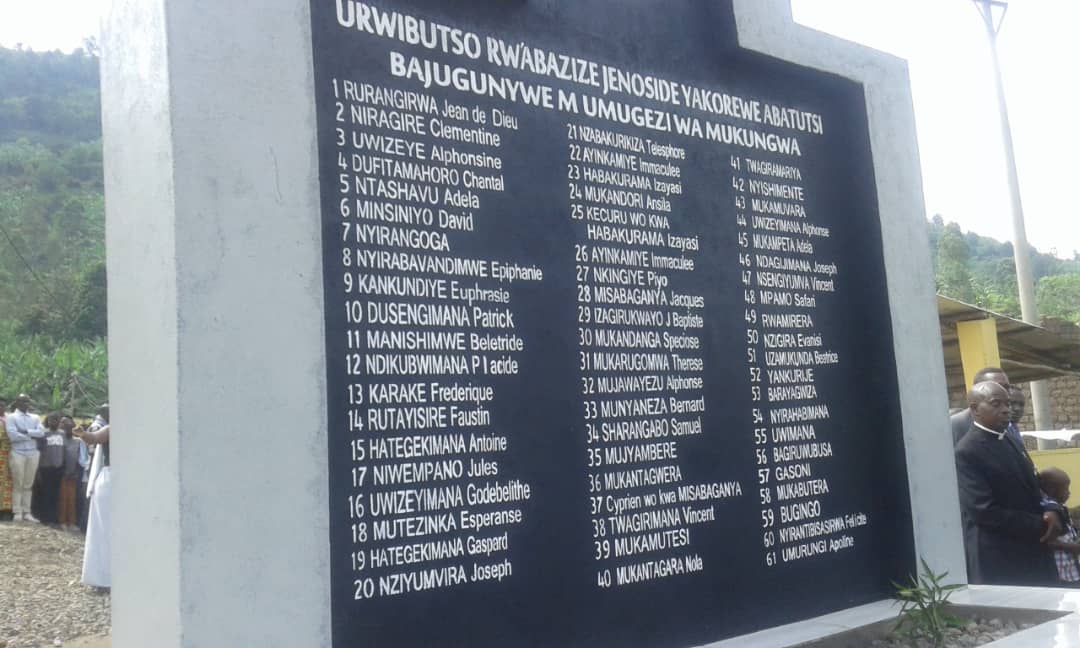 URWIBUTSO RW'ABAZIZE JENOSIDE YAKOREWE ABATUTSI
BAJUGUNYWE M UMUGEZI WA MUKUNGWA
1 RURANGIRWA Jean de Dieu
2 NIRAGIRE Clementine
3 UWIZEYE Alphonsine
4 DUFITAMAHORO Chantal
5 NTASHAVU Adela
6 MINSINIYO David
7 NYIRANGOGA
8 NYIRABAVANDIMWE Epiphanie
9 KANKUNDIYE Euphrasie
10 DUSENGIMANA Patrick
11 MANISHIMWE Beletride
12 NDIKUBWIMANA Placide
13 KARAKE Frederique
14 RUTAYISIRE Faustin
15 HATEGEKIMANA Antoine
17 NIWEMPANO Jules
16 UWIZEYIMANA Godebelithe
18 MUTEZINKA Esperanse
19 HATEGEKIMANA Gaspard
20 NZIYUMVIRA Joseph
21 NZABAKURIKIZA Telesphore
22 AYINKAMIYE Immaculee
23 HABAKURAMA Izayasi
24 MUKANDORI Ansila
25 KECURU WO KWA
HABAKURAMA Izayasi
26 AYINKAMIYE Immaculee
27 NKINGIYE Piyo
28 MISABAGANYA Jacques
29 IZAGIRUKWAYO J Baptiste
30 MUKANDANGA Speciose
31 MUKARUGOMWA Therese
32 MUJAWAYEZU Alphonse
33 MUNYANEZA Bernard
34 SHARANGABO Samuel
35 MUJYAMBERE
36 MUKANTAGWERA
37 Cyprien wo kwa MISABAGANYA
38 TWAGIRIMANA Vincent
39 MUKAMUTESI
40 MUKANTAGARA Nola
41 TWAGIRAMARIYA
42 NYISHIMENTE
43 MUKAMUVARA
44 UWIZEYIMANA Alphonse
45 MUKAMPETA Adela
46 NDAGIJIMANA Joseph
47 NSENGIYUMVA Vincent
48 MPAMO Safari
49 RWAMIRERA
50 NZIGIRA Evanisi
51 UZAMUKUNDA Beatrice
52 YANKURIJE
53 BARAYAGWIZA
54 NYIRAHABIMANA
55 UWIMANA
56 BAGIRUWUBUSA
57 GASONI
58 MUKABUTERA
59 BUGINGO
60 NYIRANTIBISASIRWA Felicite
61 UMURUNGI Apoline